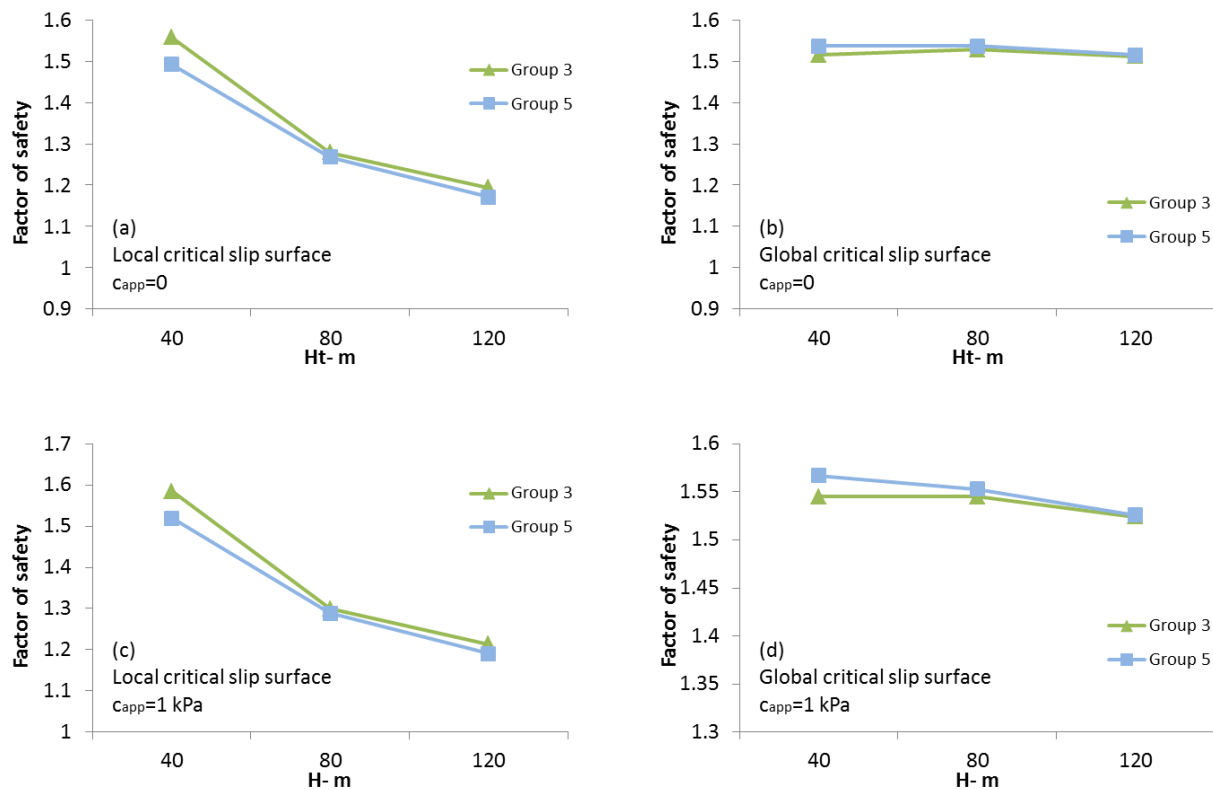 1.6
1.5
1.4
1.3
1.2
1.1
1
0.9
Factor of safety
Group 3
Group 5
(a)
Local critical slip surface
capp=0
40
80
120
Ht- m
1.6
1.5
1.4
1.3
1.2
1.1
1
0.9
Factor of safety
Group 3
Group 5
(b)
Global critical slip surface
capp=0
40
80
120
Ht- m
1.7
1.6
1.5
1.4
1.3
1.2
1.1
1
Factor of safety
Group 3
Group 5
(c)
Local critical slip surface
capp=1 kPa
40
80
120
H- m
1.6
1.55
1.5
1.45
1.4
1.35
1.3
Factor of safety
Group 3
Group 5
(d)
Global critical slip surface
capp=1 kPa
40
80
120
H- m